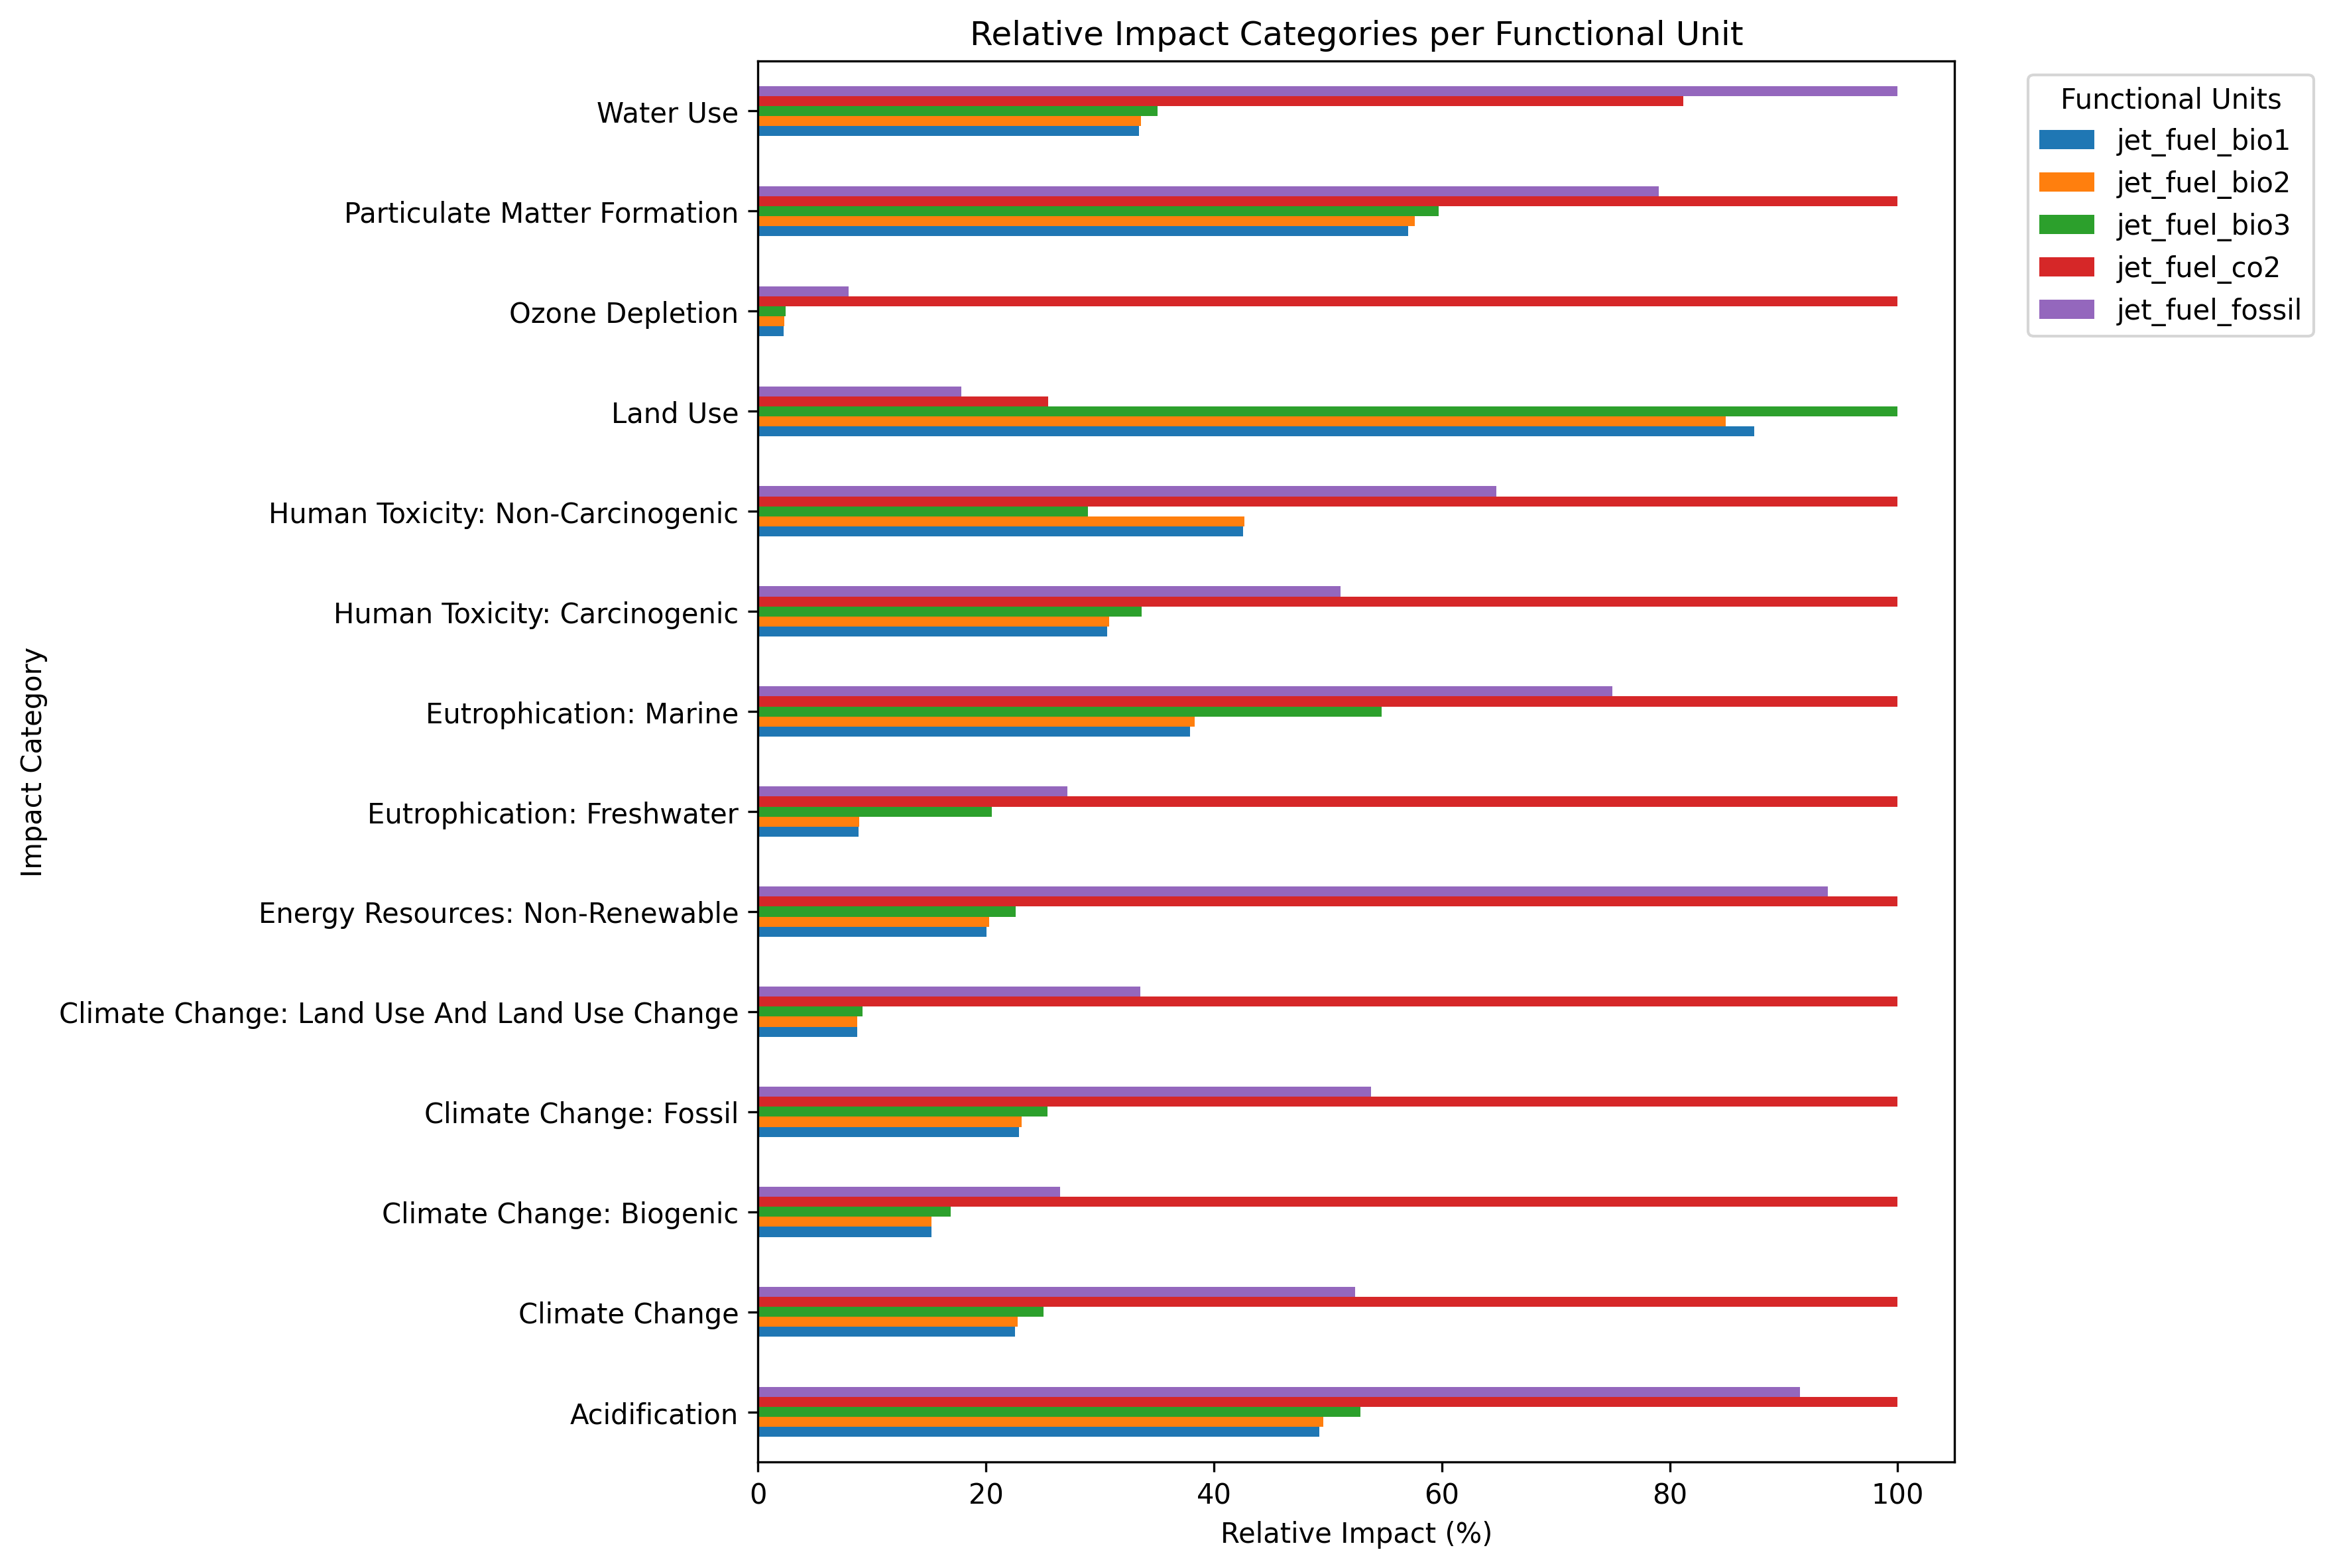 Relative Impact Categories per Functional Unit
Functional Units
jet_fuel_bio1
jet_fuel_bio2
jet_fuel_bio3
jet_fuel_co2
jet_fuel_fossil
Impact Category
Water Use
Particulate Matter Formation
Ozone Depletion
Land Use
Human Toxicity: Non-Carcinogenic
Human Toxicity: Carcinogenic
Eutrophication: Marine
Eutrophication: Freshwater
Energy Resources: Non-Renewable
Climate Change: Land Use And Land Use Change
Climate Change: Fossil
Climate Change: Biogenic
Climate Change
Acidification
0 20 40 60 80 100
Relative Impact (%)